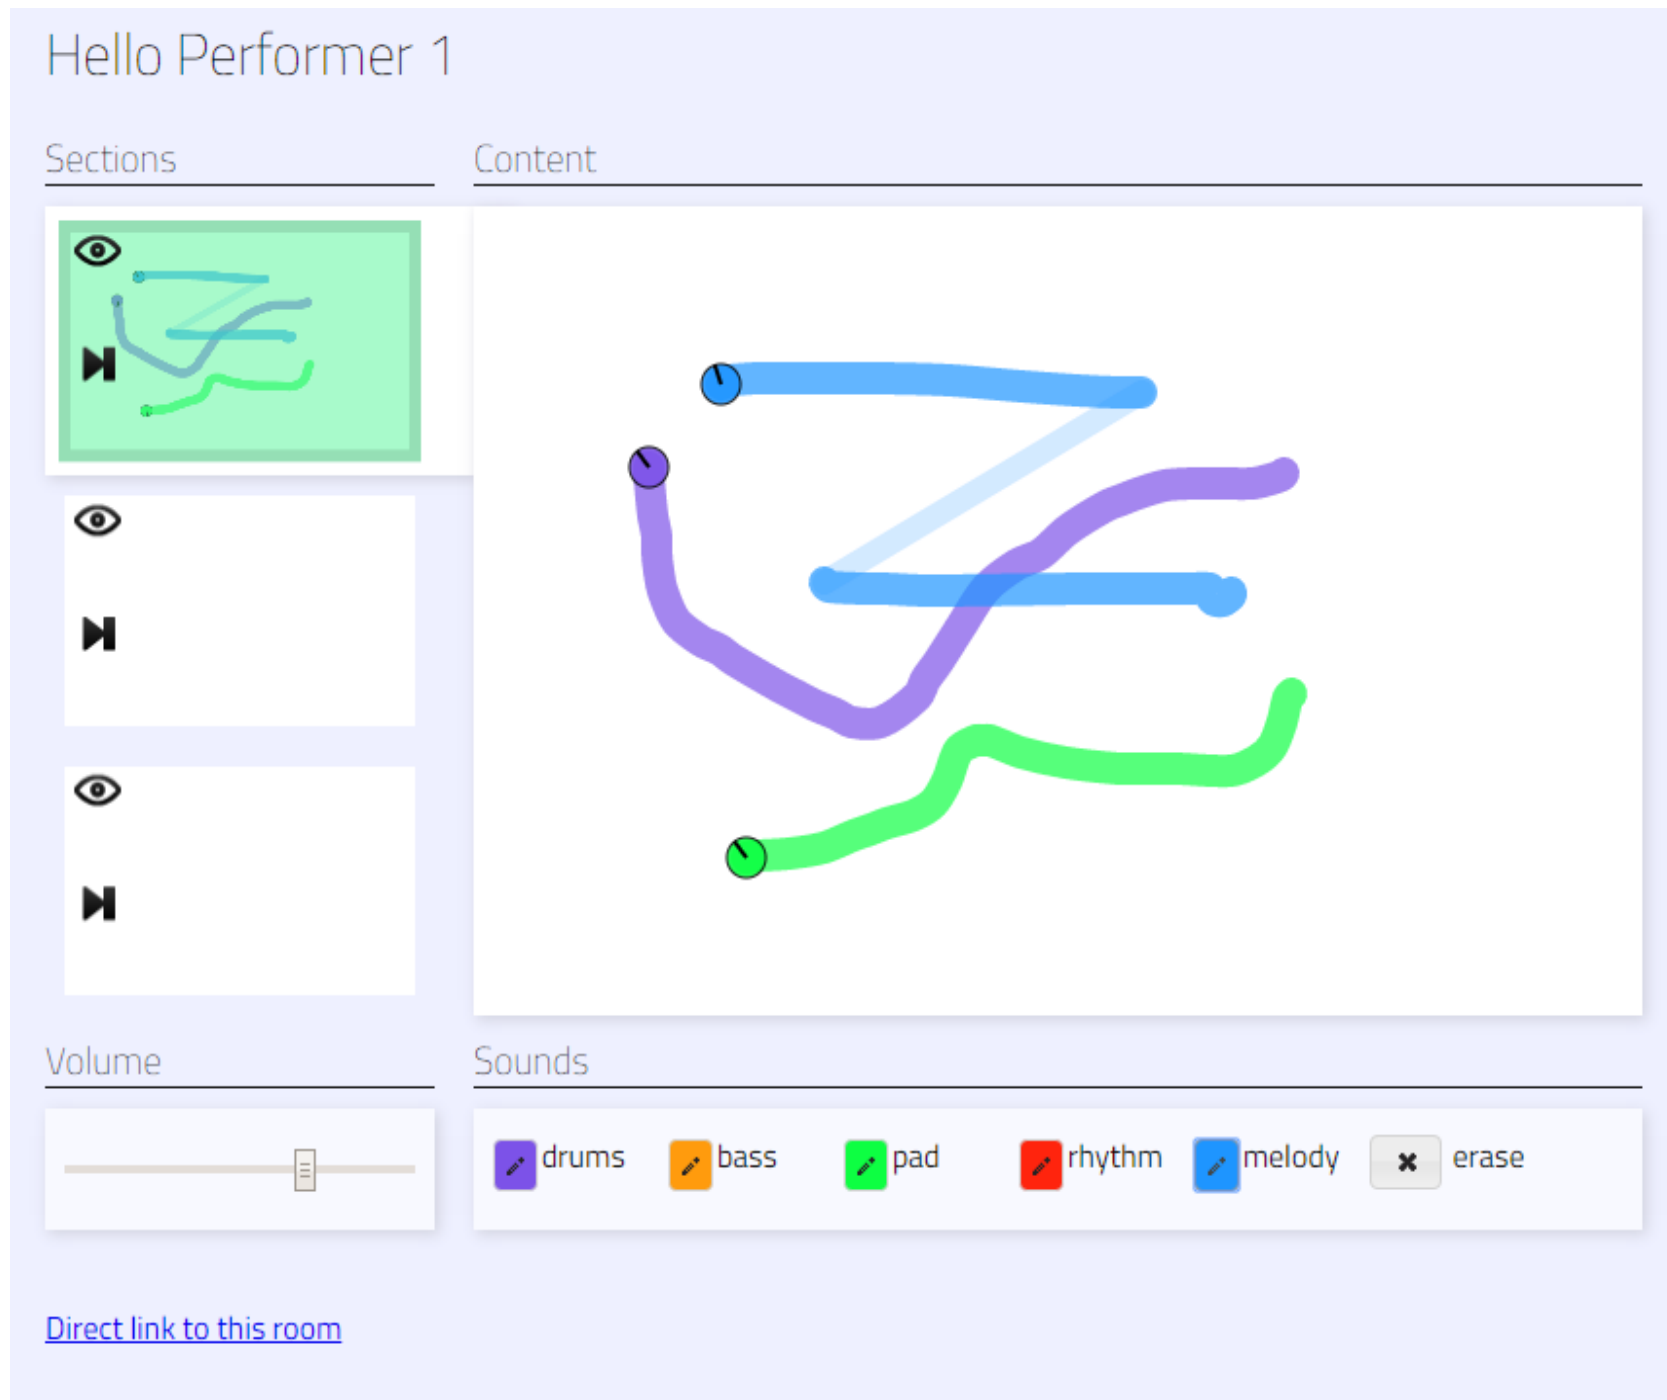 Hello Performer 1
Sections
Content
Volume
Sounds
drums bass pad rhythm melody erase
Direct link to this room